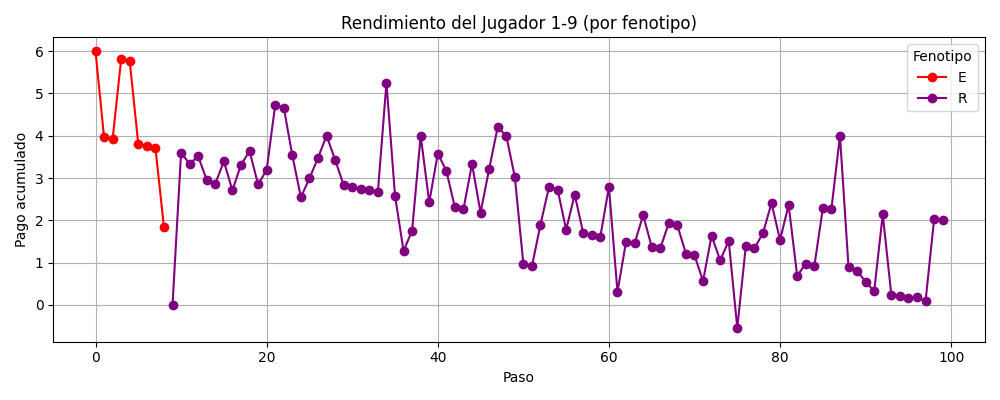 Rendimiento del Jugador 1-9 (por fenotipo)
Pago acumulado
6
5
4
3
2
1
0
Fenotipo
E
R
0 20 40 60 80 100
Paso